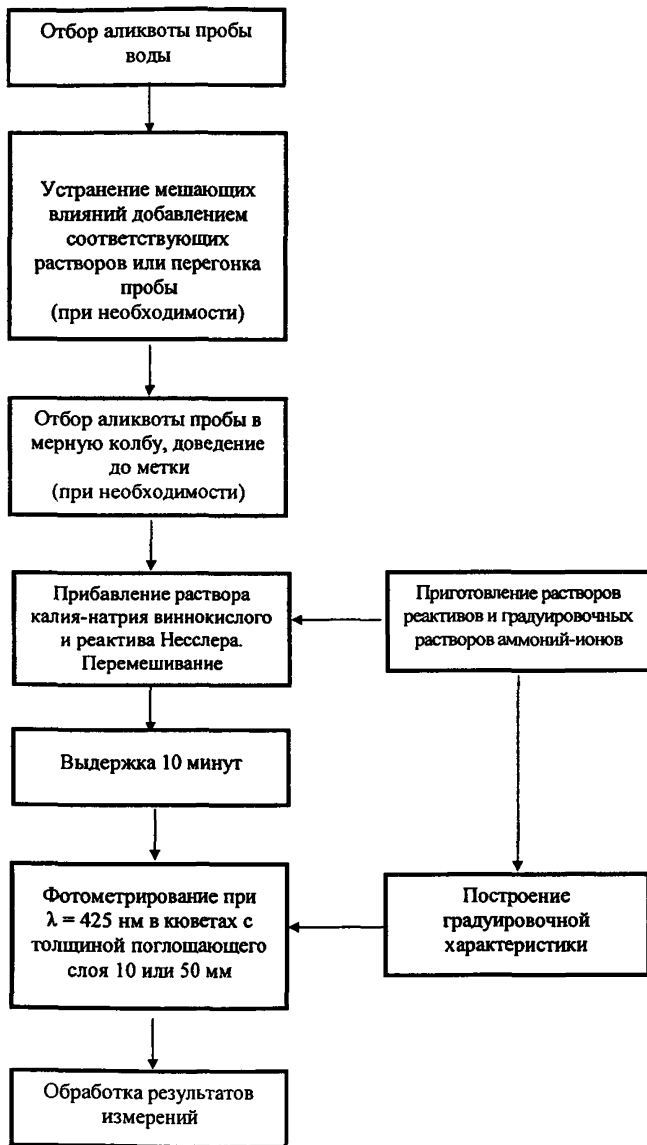 Отбор аликвоты пробы
воды
Устранение мешающих
влияний добавлением
соответствующих
растворов или перегонка
пробы
(при необходимости)
Отбор аликвоты пробы в
мерную колбу, доведение
до метки
(при необходимости)
Прибавление раствора
калия-натрия виннокислого
и реактива Несслера.
Перемешивание
Приготовление растворов
реактивов и градуировочных
растворов аммоний-ионов
Выдержка 10 минут
Фотометрирование при
λ = 425 нм в кюветах с
толщиной поглощающего
слоя 10 или 50 мм
Построение
градуировочной
характеристики
Обработка результатов
измерений